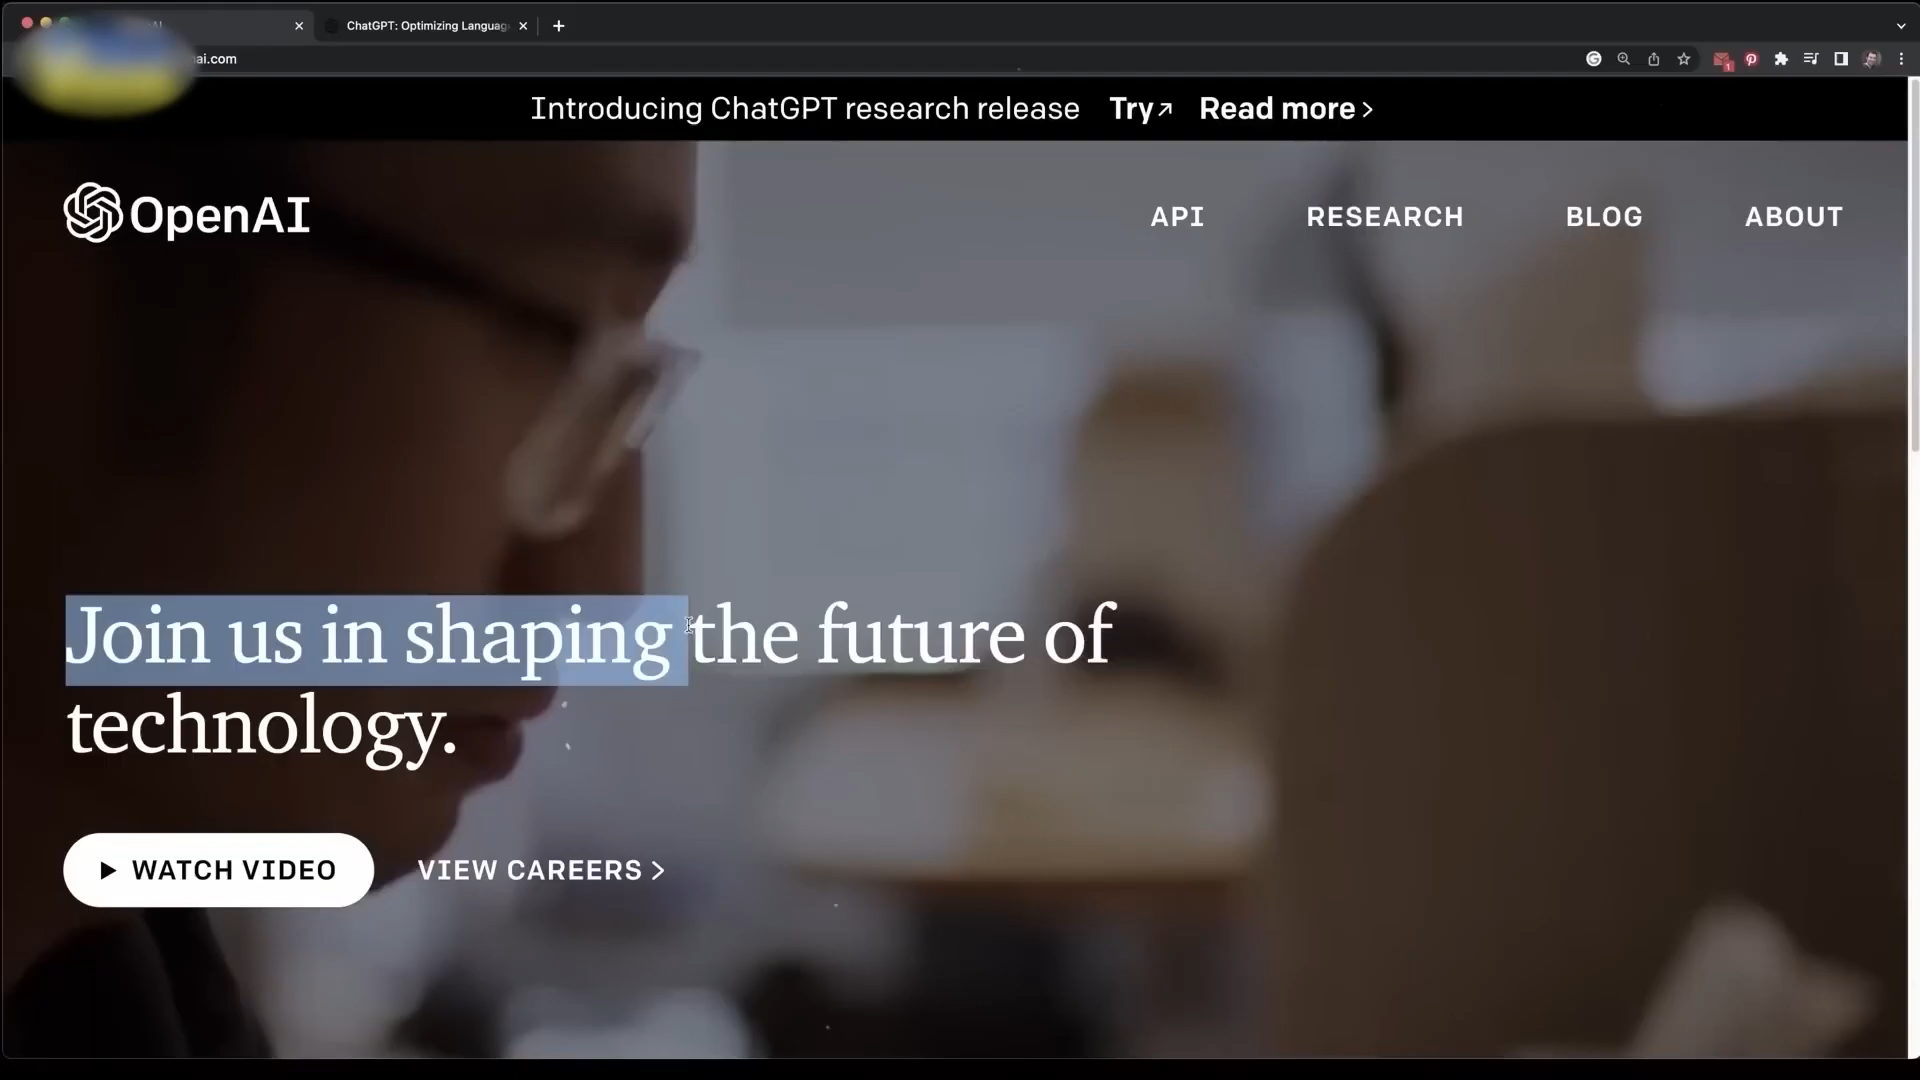 ChatGPT: Optimizing Languag
ai.com
1
Introducing ChatGPT research release Try↗ Read more >
OpenAI
API RESEARCH BLOG ABOUT
Join us in shaping the future of
technology.
WATCH VIDEO VIEW CAREERS >